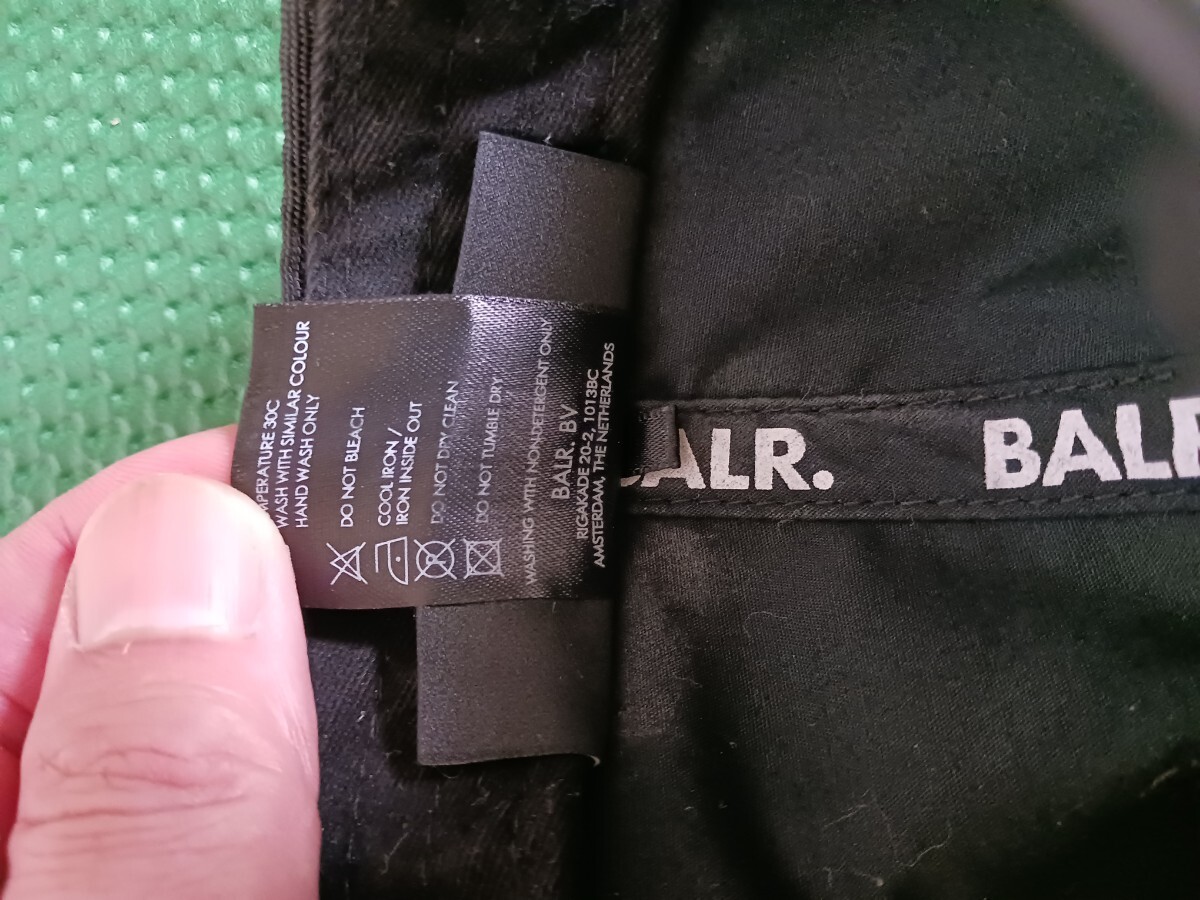 MPERATURE 30C
WASH WITH SIMILAR COLOUR
HAND WASH ONLY
DO NOT BLEACH
COOL IRON /
IRON INSIDE OUT
DO NOT DRY CLEAN
DO NOT TUMBLE DRY
WASHING WITH NONDETERGENT ONLY
BALR. BV
RIGAKADE 20-2, 1013BC
AMSTERDAM, THE NETHERLANDS
BALR.
BALR